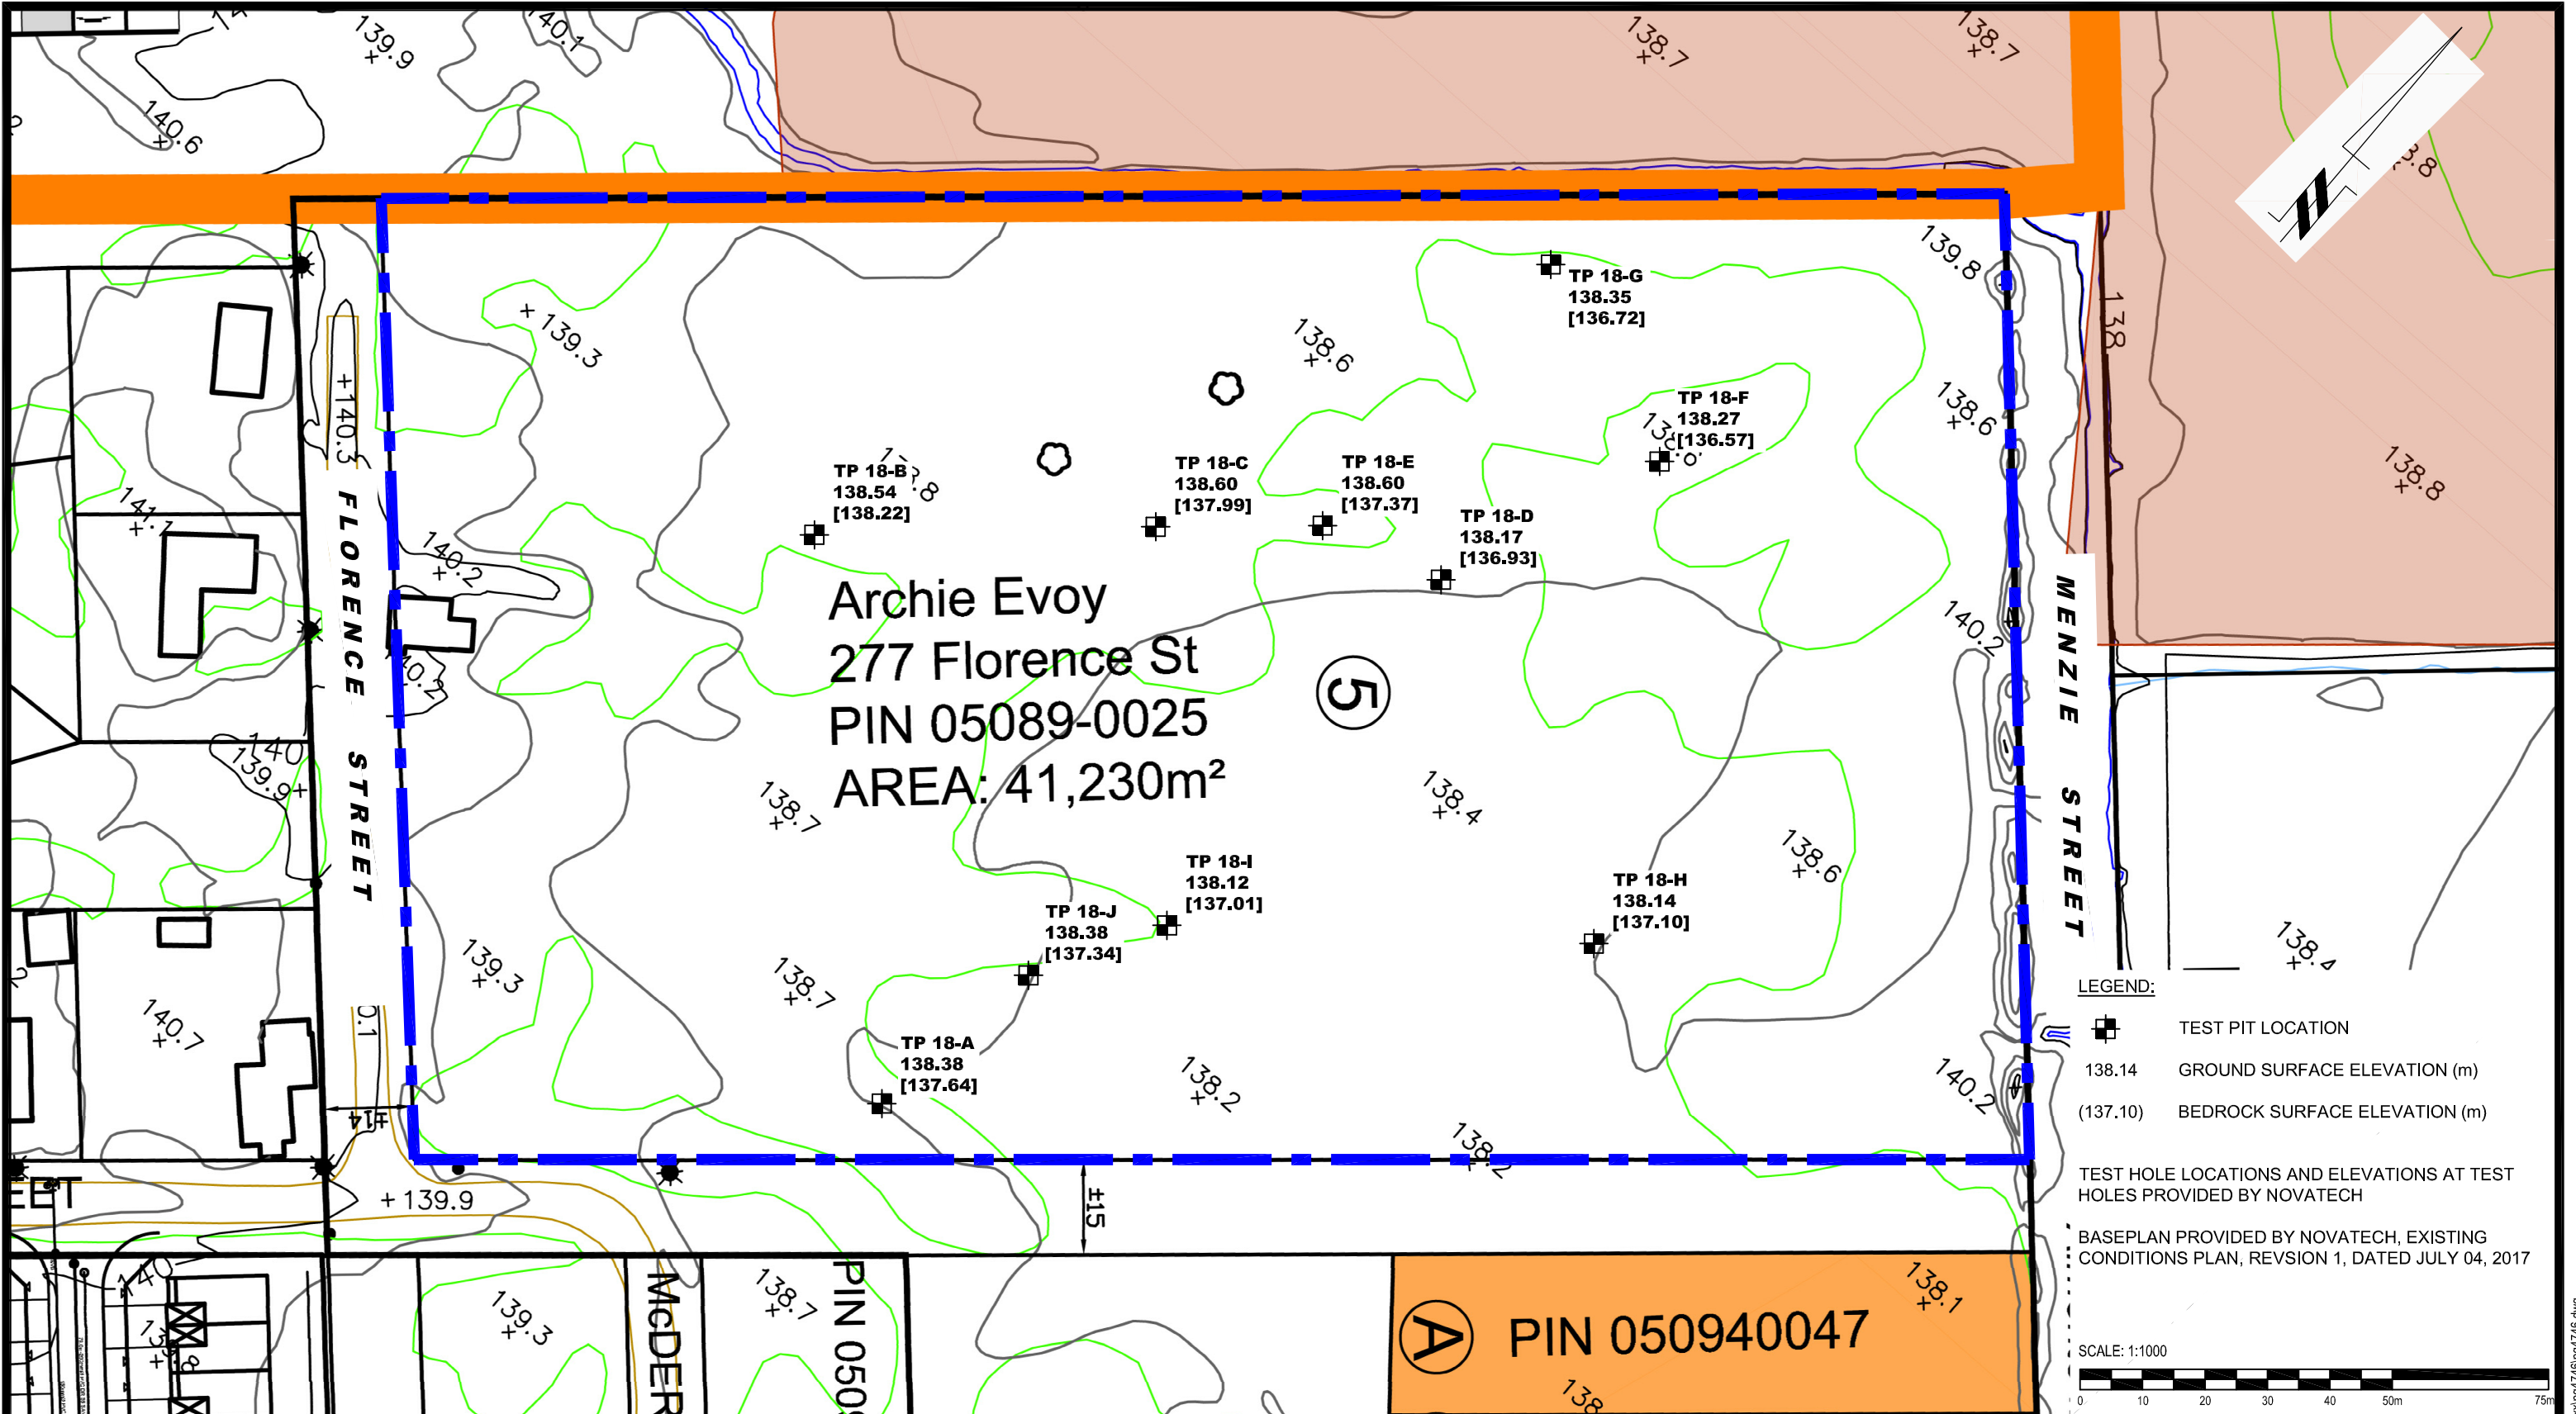 139.9
140.1
138.7
138.7
140.6
139.8
+ 139.3
138.6
TP 18-G
138.35
[136.72]
138
+140.3
138.6
TP 18-F
138.27
[136.57]
TP 18-B
138.54
[138.22]
TP 18-C
138.60
[137.99]
TP 18-E
138.60
[137.37]
TP 18-D
138.17
[136.93]
138.8
141.1
FLORENCE STREET
140.2
Archie Evoy
277 Florence St
PIN 05089-0025
AREA: 41,230m²
5
140.2
MENZIE STREET
140
139.9+
138.7
138.4
138.6
TP 18-I
138.12
[137.01]
TP 18-H
138.14
[137.10]
TP 18-J
138.38
[137.34]
139.3
138.7
138.4
140.7
TP 18-A
138.38
[137.64]
138.2
140.2
±14
138.2
+139.9
±15
139.3
138.7
138.1
A PIN 050940047
LEGEND:
TEST PIT LOCATION
138.14 GROUND SURFACE ELEVATION (m)
(137.10) BEDROCK SURFACE ELEVATION (m)
TEST HOLE LOCATIONS AND ELEVATIONS AT TEST
HOLES PROVIDED BY NOVATECH
BASEPLAN PROVIDED BY NOVATECH, EXISTING
CONDITIONS PLAN, REVSION 1, DATED JULY 04, 2017
SCALE: 1:1000
0 10 20 30 40 50m 75m